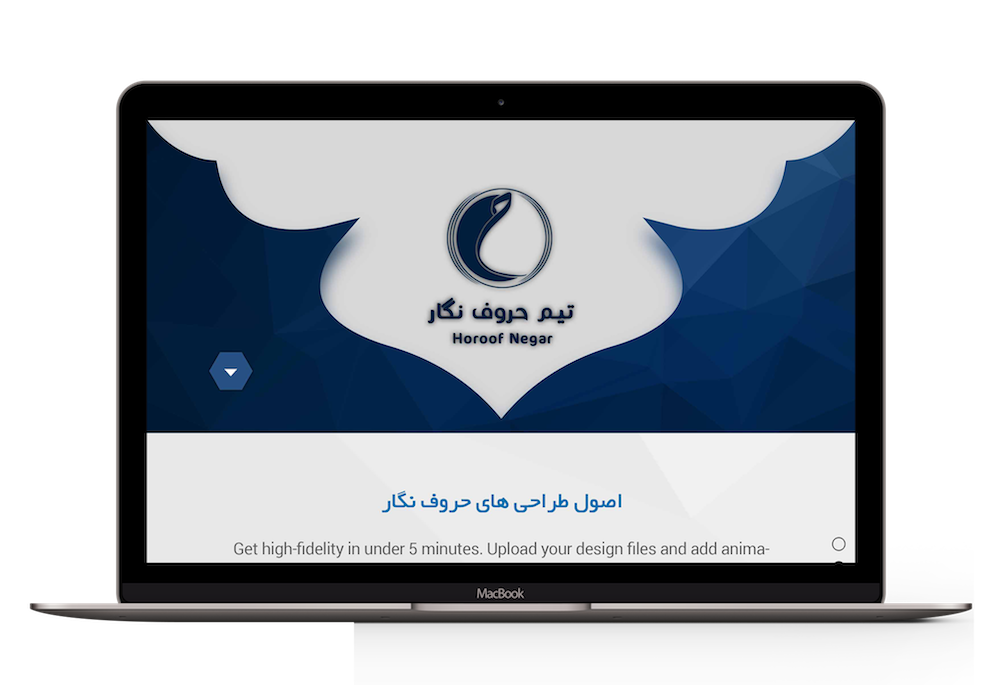 تیم حروف نگار
Horoof Negar
اصول طراحی های حروف نگار
Get high-fidelity in under 5 minutes. Upload your design files and add anima-
MacBook